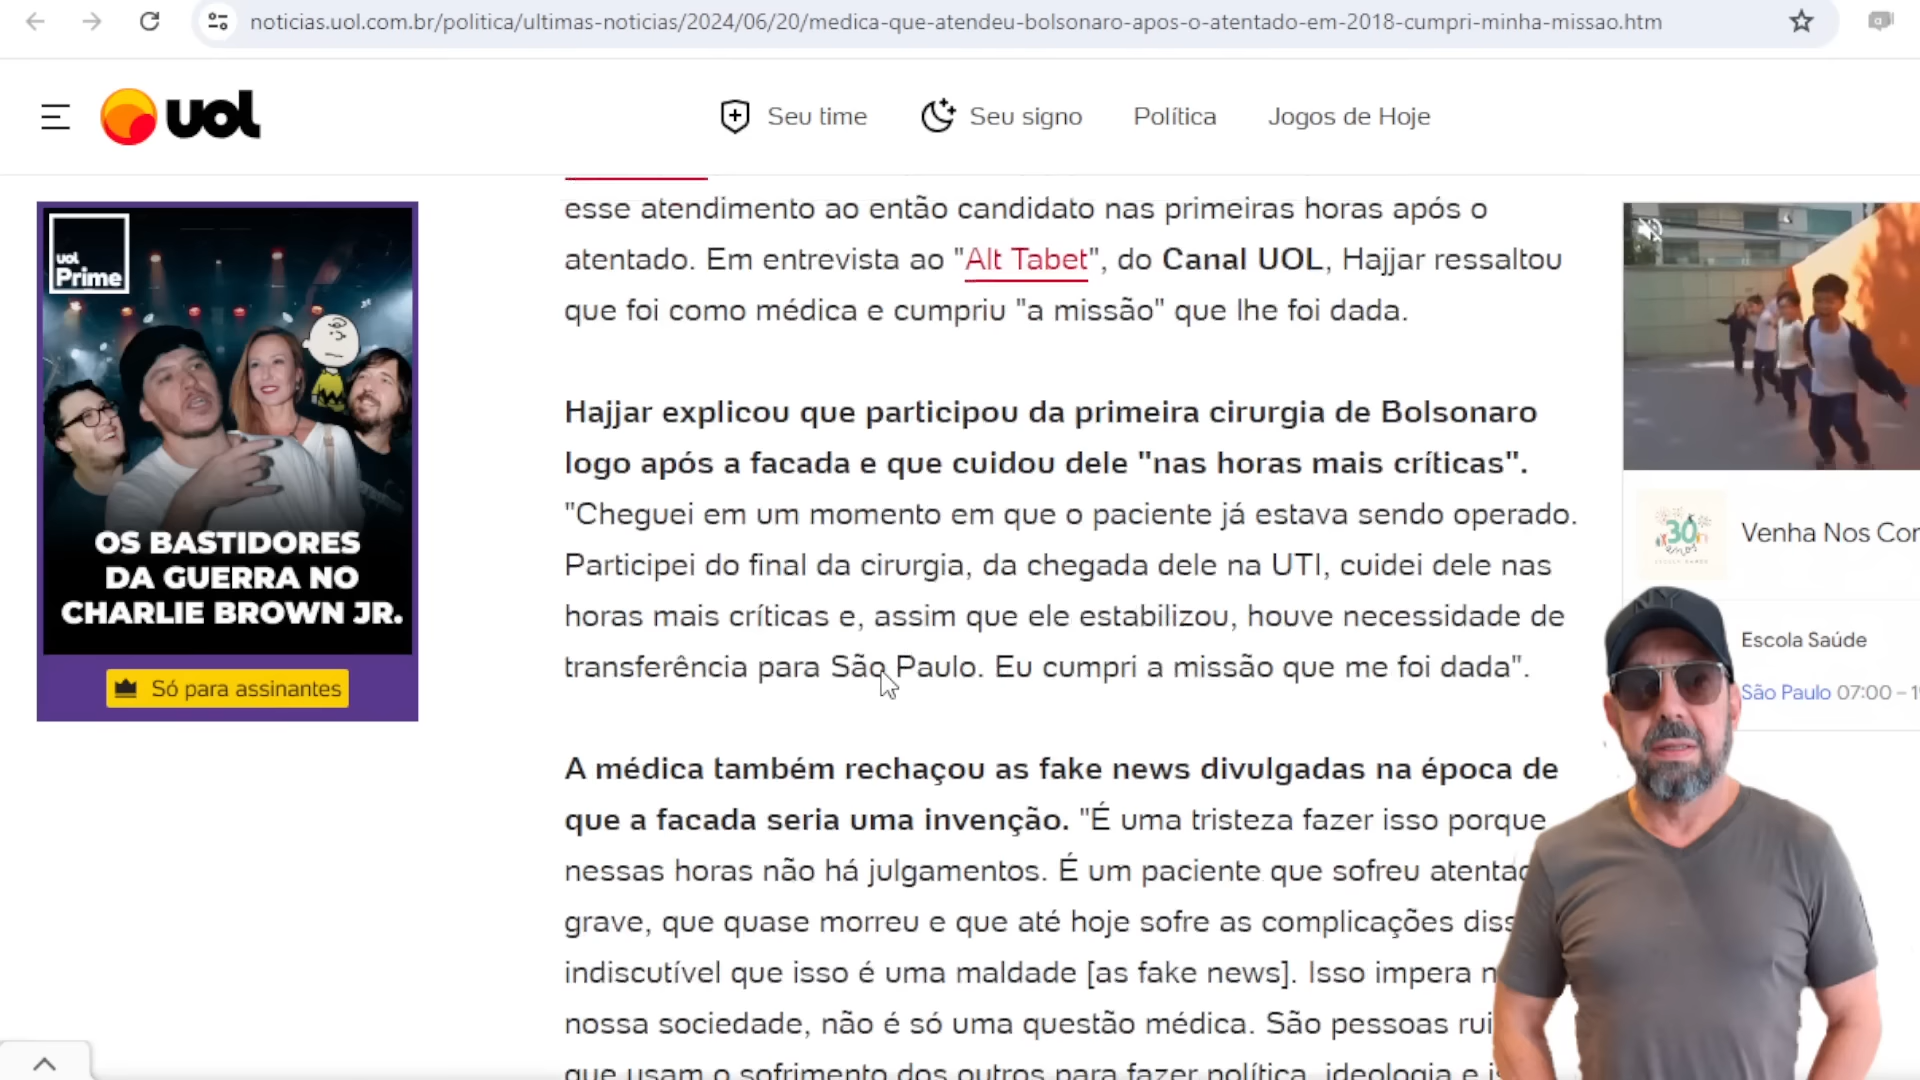 noticias.uol.com.br/politica/ultimas-noticias/2024/06/20/medica-que-atendeu-bolsonaro-apos-o-atentado-em-2018-cumpri-minha-missao.htm
uol
Seu time
Seu signo
Política
Jogos de Hoje
uol
Prime
OS BASTIDORES
DA GUERRA NO
CHARLIE BROWN JR.
Só para assinantes
esse atendimento ao então candidato nas primeiras horas após o
atentado. Em entrevista ao "Alt Tabet", do Canal UOL, Hajjar ressaltou
que foi como médica e cumpriu "a missão" que lhe foi dada.
Hajjar explicou que participou da primeira cirurgia de Bolsonaro
logo após a facada e que cuidou dele "nas horas mais críticas".
"Cheguei em um momento em que o paciente já estava sendo operado.
Participei do final da cirurgia, da chegada dele na UTI, cuidei dele nas
horas mais críticas e, assim que ele estabilizou, houve necessidade de
transferência para São Paulo. Eu cumpri a missão que me foi dada".
A médica também rechaçou as fake news divulgadas na época de
que a facada seria uma invenção. "É uma tristeza fazer isso porque
nessas horas não há julgamentos. É um paciente que sofreu atentad
grave, que quase morreu e que até hoje sofre as complicações diss
indiscutível que isso é uma maldade [as fake news]. Isso impera n
nossa sociedade, não é só uma questão médica. São pessoas rui
que usam o sofrimento dos outros para fazer política, ideologia e
30
anos
Venha Nos Con
Escola Saúde
São Paulo 07:00 – 1
NY